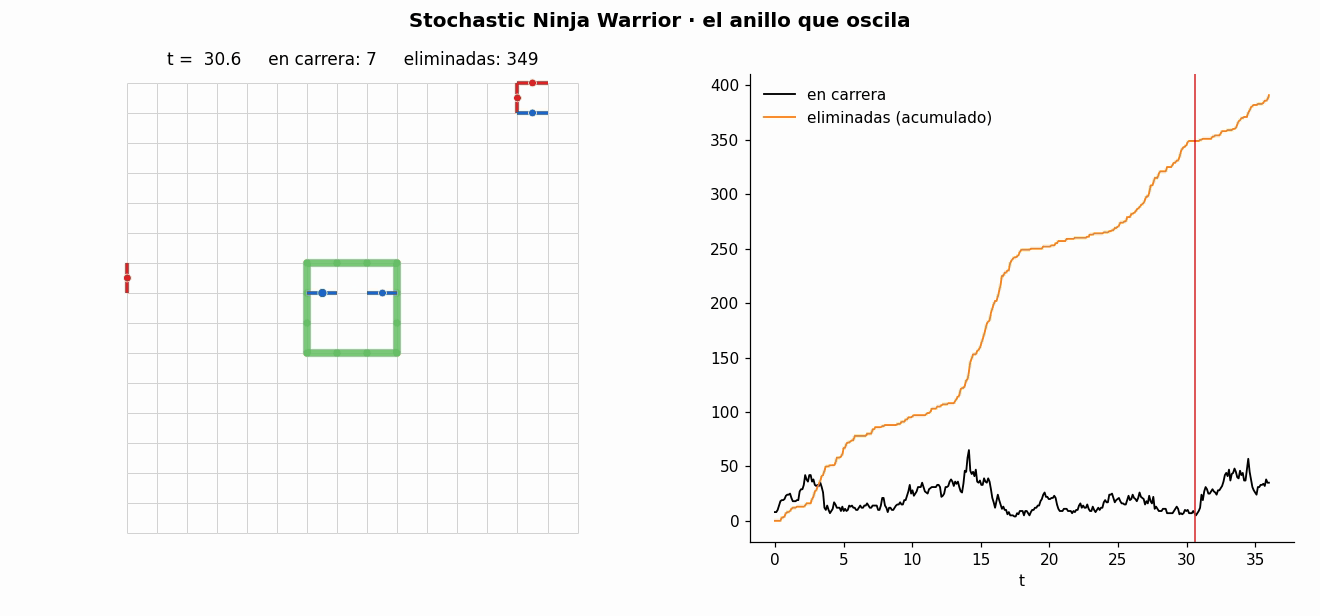 Stochastic Ninja Warrior · el anillo que oscila
t =  30.6     en carrera: 7     eliminadas: 349
400
350
300
250
200
150
100
50
0
en carrera
eliminadas (acumulado)
0 5 10 15 20 25 30 35
t